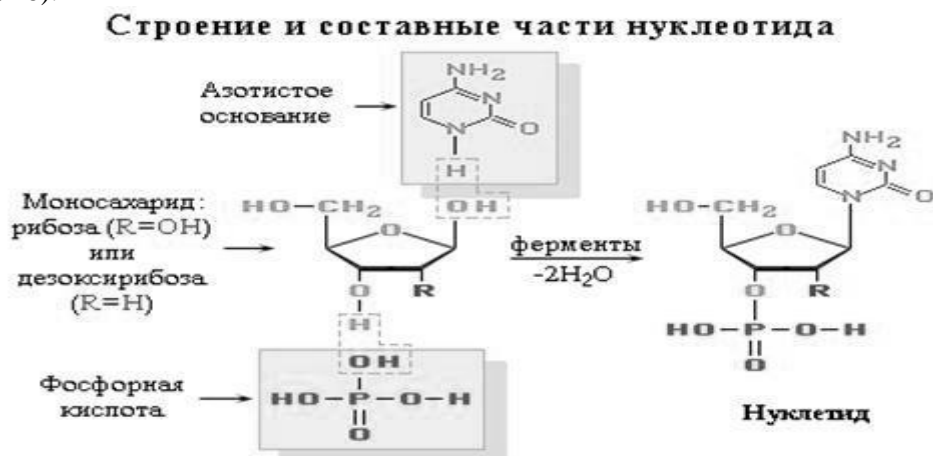 Строение и составные части нуклеотида
Азотистое
основание
NH2
N
N
O
H
Моносахарид:
рибоза (R=OH)
или
дезоксирибоза
(R=H)
HO-CH2
OH
O
O
R
H
ферменты
-2H2O
Фосфорная
кислота
OH
HO-P-O-H
O
NH2
N
N
O
HO-CH2
O
O
R
HO-P-O-H
O
Нуклетид